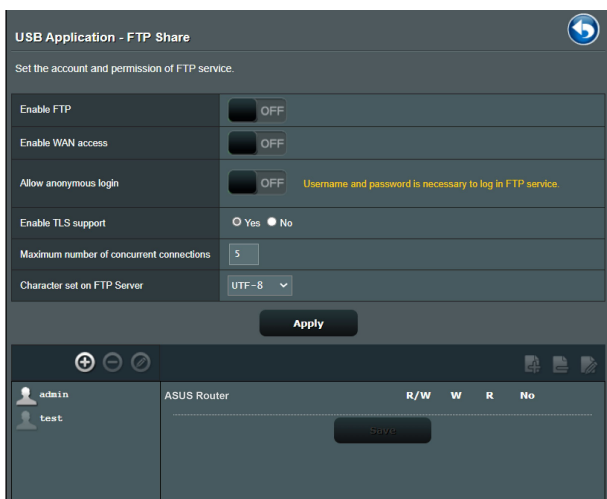 USB Application - FTP Share
Set the account and permission of FTP service.
Enable FTP
OFF
Enable WAN access
OFF
Allow anonymous login
OFF
Username and password is necessary to log in FTP service.
Enable TLS support
Yes No
Maximum number of concurrent connections
5
Character set on FTP Server
UTF-8
Apply
admin
test
ASUS Router R/W W R No
Save